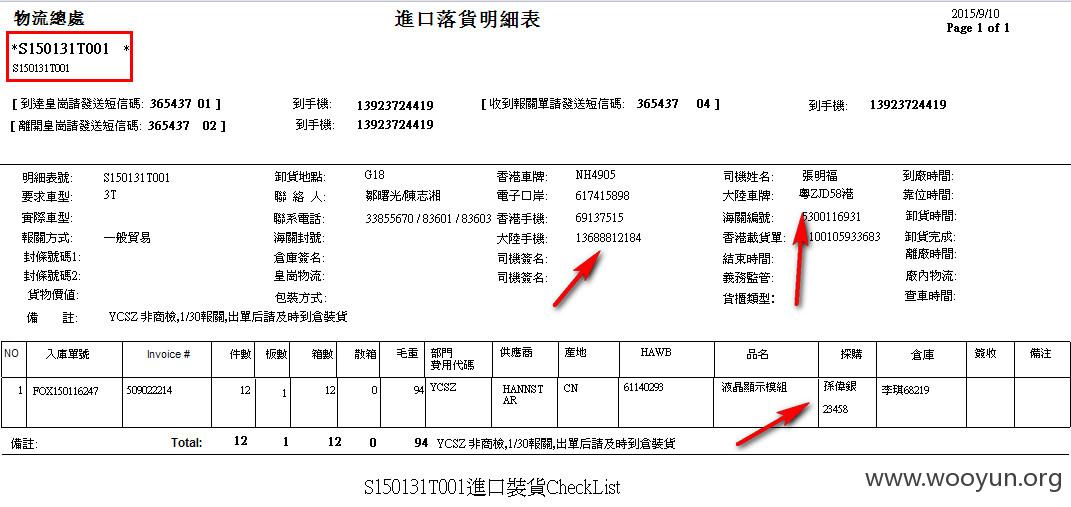 物流總處 進口落貨明細表 2015/9/10
Page 1 of 1
*S150131T001 *
S150131T001
[ 到達皇崗請發送短信碼: 365437 01 ] 到手機: 13923724419 [ 收到報關單請發送短信碼: 365437 04 ] 到手機: 13923724419
[ 離開皇崗請發送短信碼: 365437 02 ] 到手機: 13923724419
明細表號: S150131T001 卸貨地點: G18 香港車牌: NH4905 司機姓名: 張明福 到廠時間:
要求車型: 3T 聯 絡 人: 鄒曙光/陳志湘 電子口岸: 617415898 大陸車牌: 粵ZJD58港 靠位時間:
實際車型: 聯系電話: 33855670 / 83601 / 83603 香港手機: 69137515 海關編號: 5300116931 卸貨時間:
報關方式: 一般貿易 海關封號: 大陸手機: 13688812184 香港載貨單: 100105933683 卸貨完成:
封條號碼1: 倉庫簽名: 司機簽名: 結束時間: 離廠時間:
封條號碼2: 皇崗物流: 司機簽名: 義務監管: 廠內物流:
貨物價值: 包裝方式: 貨櫃類型: 查車時間:
備 註: YCSZ 非商檢,1/30報關,出單后請及時到倉裝貨
NO 入庫單號 Invoice # 件數 板數 箱數 散箱 毛重 部門 供應商 產地 HAWB 品名 採購 倉庫 簽收 備注
費用代碼
1 FOX150116247 509022214 12 1 12 0 94 YCSZ HANNST CN 61140293 液晶顯示模組 孫偉銀 李琪68219
AR 23458
備註: Total: 12 1 12 0 94 YCSZ 非商檢,1/30報關,出單后請及時到倉裝貨
S150131T001進口裝貨CheckList
www.wooyun.org